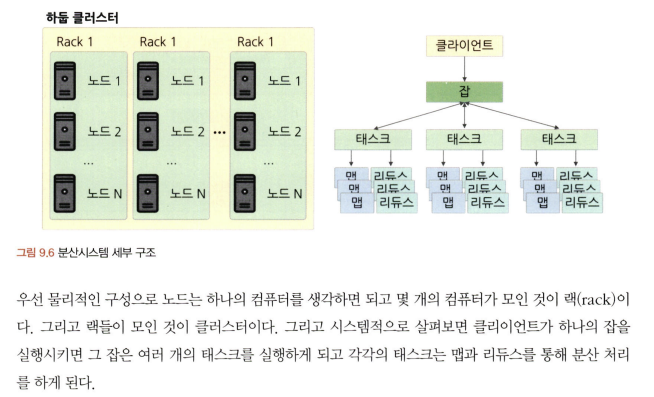 하둡 클러스터
Rack 1 Rack 1 Rack 1
노드 1 노드 1 노드 1
노드 2 노드 2 ... 노드 2
... ... ...
노드 N 노드 N 노드 N
클라이언트
잡
태스크 태스크 태스크
맵 리듀스 맵 리듀스 맵 리듀스
맵 리듀스 맵 리듀스 맵 리듀스
맵 리듀스 맵 리듀스 맵 리듀스
그림 9.6 분산시스템 세부 구조
우선 물리적인 구성으로 노드는 하나의 컴퓨터를 생각하면 되고 몇 개의 컴퓨터가 모인 것이 랙(rack)이
다. 그리고 랙들이 모인 것이 클러스터이다. 그리고 시스템적으로 살펴보면 클리이언트가 하나의 잡을
실행시키면 그 잡은 여러 개의 태스크를 실행하게 되고 각각의 태스크는 맵과 리듀스를 통해 분산 처리
를 하게 된다.